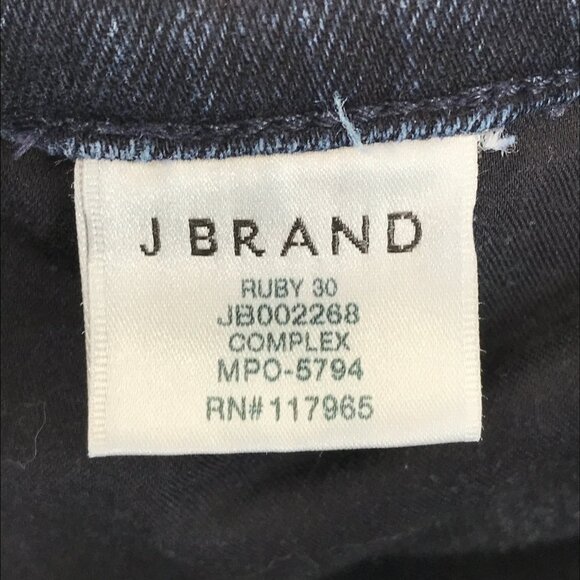 J BRAND
RUBY 30
JB002268
COMPLEX
MPO-5794
RN#117965